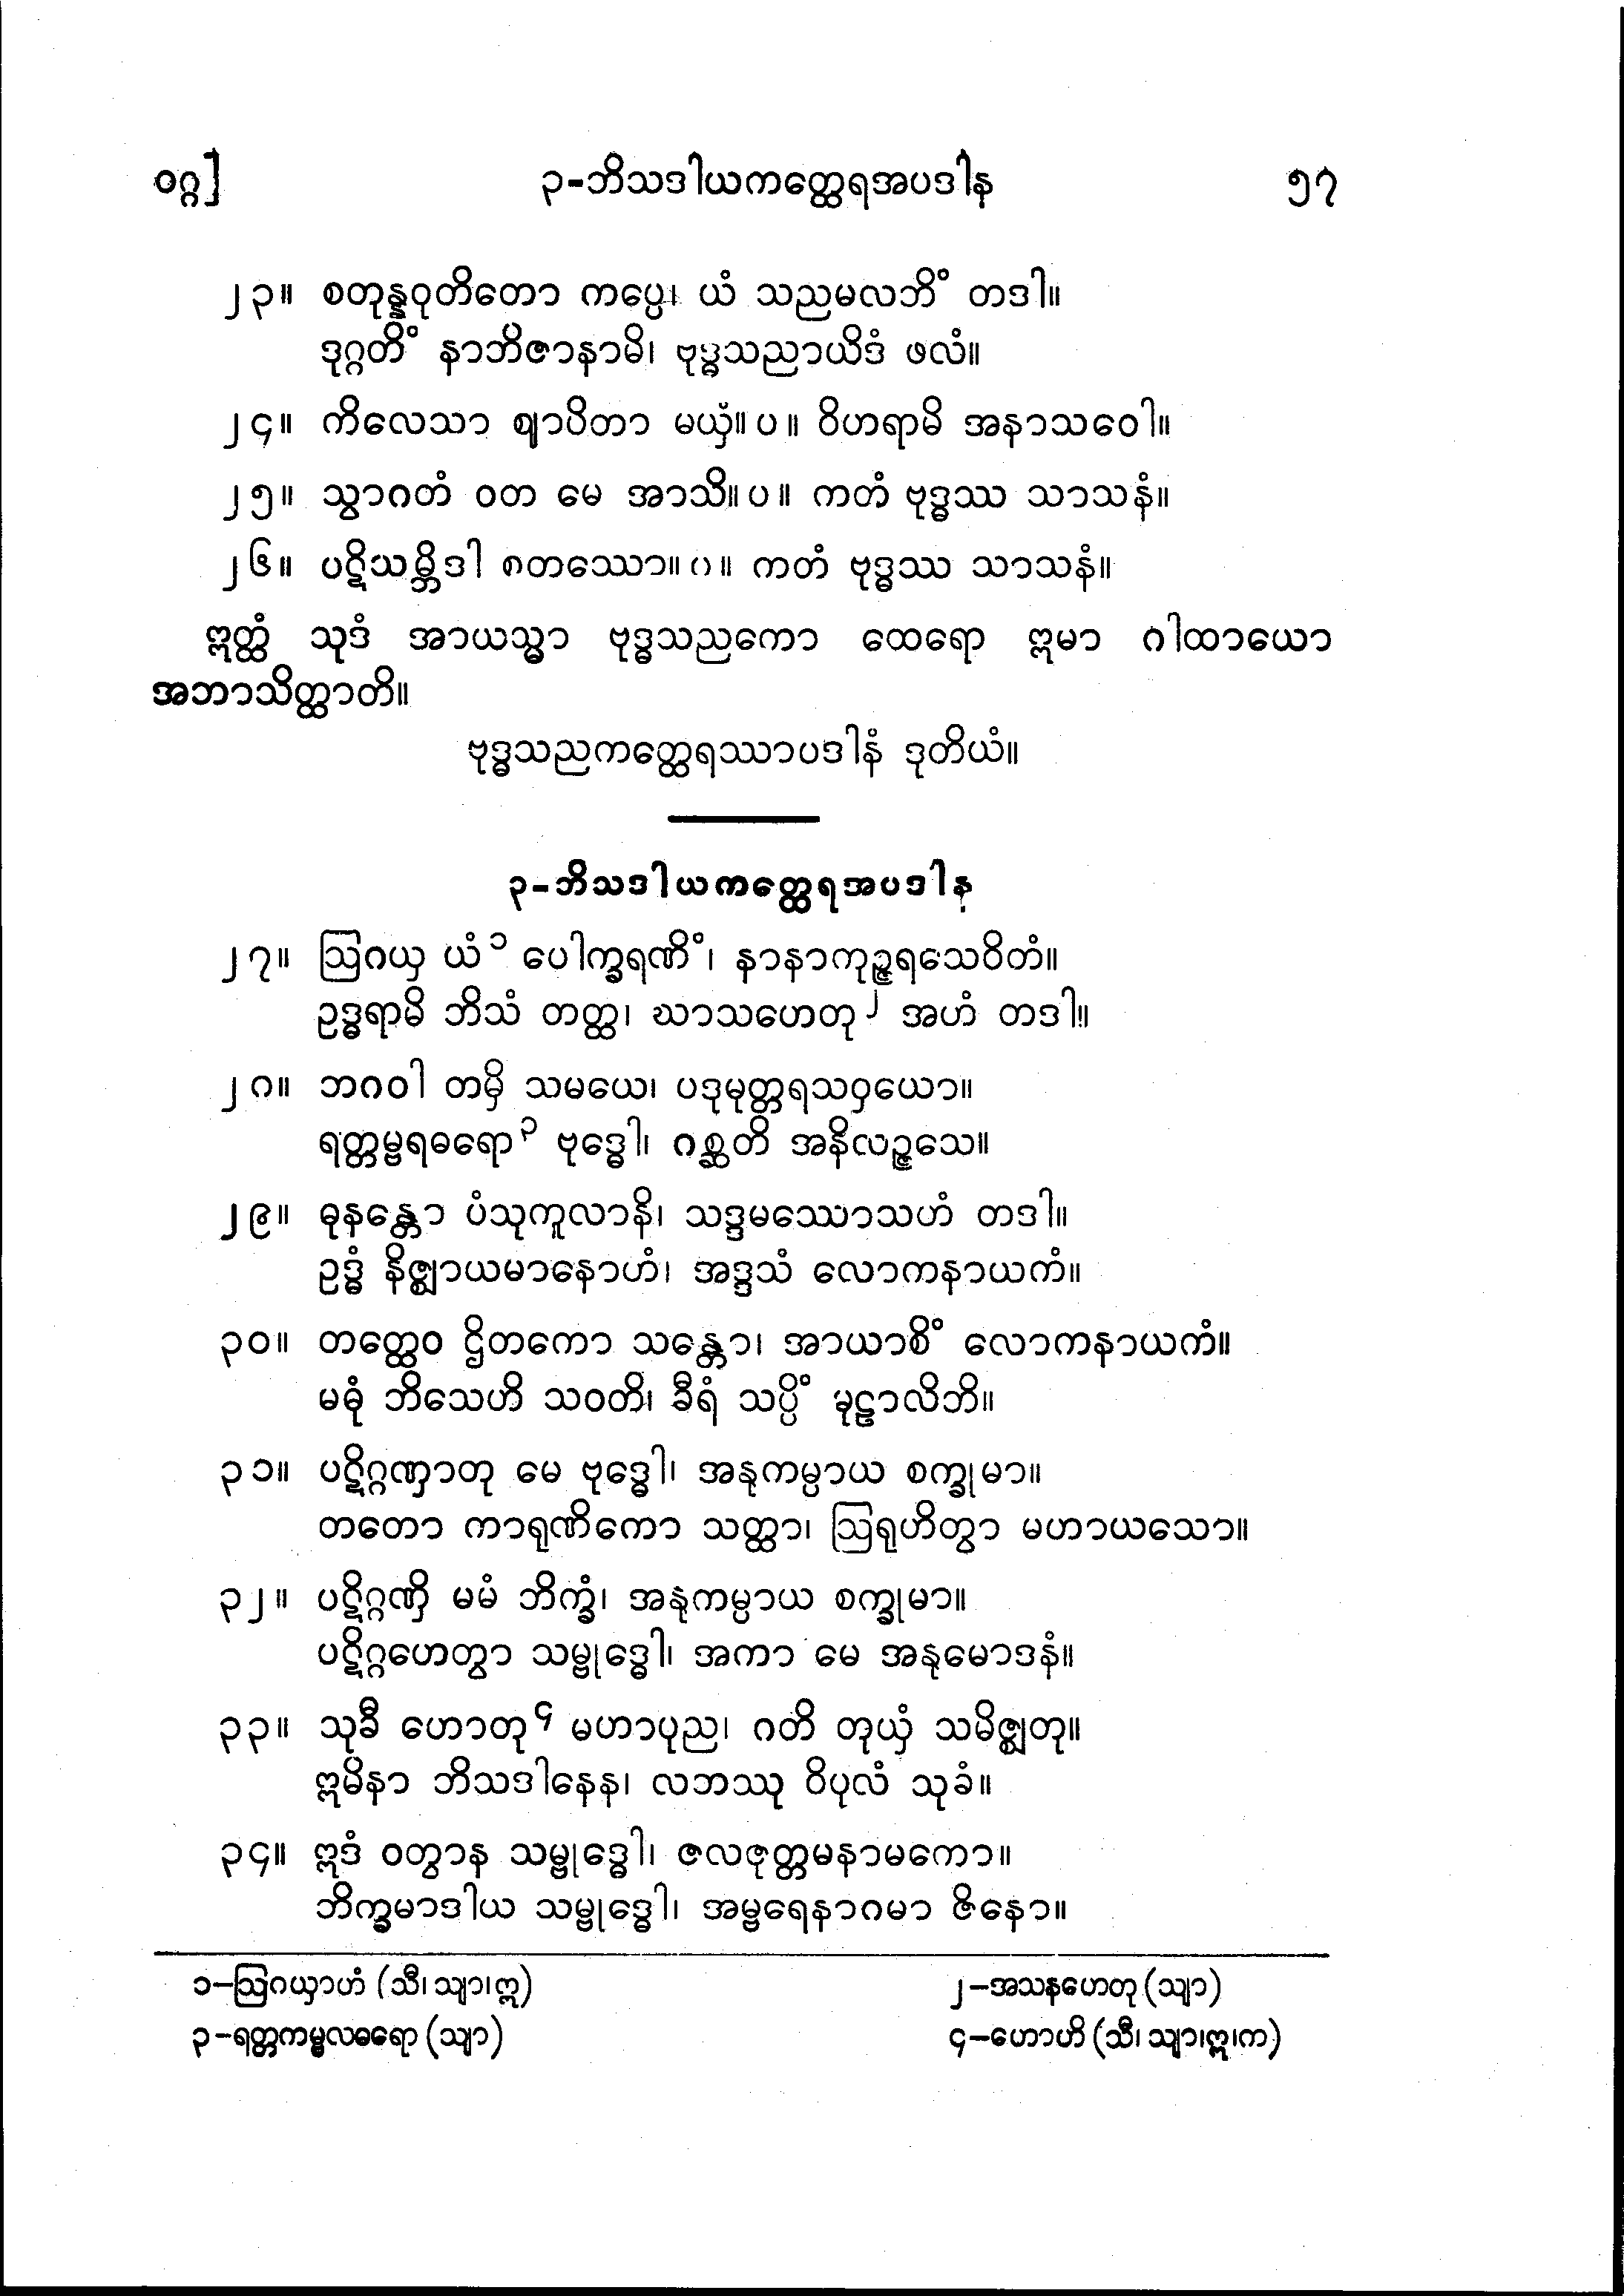 ဝဂ္ဂ]	၃-ဘိသဒါယကတ္ထေရအပဒါန	၅၇
၂၃။ စတုန္နဝုတိတော ကပ္ပေ၊ ယံ သညမလဘိံ တဒါ။
ဒုဂ္ဂတိံ နာဘိဇာနာမိ၊ ဗုဒ္ဓသညာယိဒံ ဖလံ။
၂၄။ ကိလေသာ ဈာပိတာ မယှံ။ ပ ။ ဝိဟရာမိ အနာသဝေါ။
၂၅။ သွာဂတံ ဝတ မေ အာသိ။ ပ ။ ကတံ ဗုဒ္ဓဿ သာသနံ။
၂၆။ ပဋိသမ္ဘိဒါ စတဿော။ ပ ။ ကတံ ဗုဒ္ဓဿ သာသနံ။
ဣတ္ထံ သုဒံ အာယသ္မာ ဗုဒ္ဓသညကော ထေရော ဣမာ ဂါထာယော
အဘာသိတ္ထာတိ။
ဗုဒ္ဓသညကတ္ထေရဿာပဒါနံ ဒုတိယံ။
၃-ဘိသဒါယကတ္ထေရအပဒါန
၂၇။ ဩဂယှ ယံ၁ ပေါက္ခရဏိံ၊ နာနာကုဉ္ဇရသေဝိတံ။
ဥဒ္ဓရာမိ ဘိသံ တတ္ထ၊ ဃာသဟေတု၂ အဟံ တဒါ။
၂၈။ ဘဂဝါ တမှိ သမယေ၊ ပဒုမုတ္တရသဝှယော။
ရတ္တမ္ဗရဓရော၃ ဗုဒ္ဓေါ၊ ဂစ္ဆတိ အနိလဉ္ဇသေ။
၂၉။ ဓုနန္တော ပံသုကူလာနိ၊ သဒ္ဒမဿောသဟံ တဒါ။
ဥဒ္ဓံ နိဇ္ဈာယမာနောဟံ၊ အဒ္ဒသံ လောကနာယကံ။
၃၀။ တတ္ထေဝ ဌိတကော သန္တော၊ အာယာစိံ လောကနာယကံ။
မဓုံ ဘိသေဟိ သဝတိ၊ ခီရံ သပ္ပိံ မုဠာလိဘိ။
၃၁။ ပဋိဂ္ဂဏှာတု မေ ဗုဒ္ဓေါ၊ အနုကမ္ပာယ စက္ခုမာ။
တတော ကာရုဏိကော သတ္ထာ၊ ဩရုဟိတွာ မဟာယသော။
၃၂။ ပဋိဂ္ဂဏှိ မမံ ဘိက္ခံ၊ အနုကမ္ပာယ စက္ခုမာ။
ပဋိဂ္ဂဟေတွာ သမ္ဗုဒ္ဓေါ၊ အကာ မေ အနုမောဒနံ။
၃၃။ သုခီ ဟောတု၄ မဟာပုည၊ ဂတိ တုယှံ သမိဇ္ဈတု။
ဣမိနာ ဘိသဒါနေန၊ လဘဿု ဝိပုလံ သုခံ။
၃၄။ ဣဒံ ဝတွာန သမ္ဗုဒ္ဓေါ၊ ဇလဇုတ္တမနာမကော။
ဘိက္ခမာဒါယ သမ္ဗုဒ္ဓေါ၊ အမ္ဗရေနာဂမာ ဇိနော။
၁–ဩဂယှာဟံ (သီ၊ သျာ၊ဣ)	၂–အသနဟေတု (သျာ)
၃–ရတ္တကမ္ဗလဓရော (သျာ)	၄–ဟောဟိ (သီ၊ သျာ၊ဣ၊က)